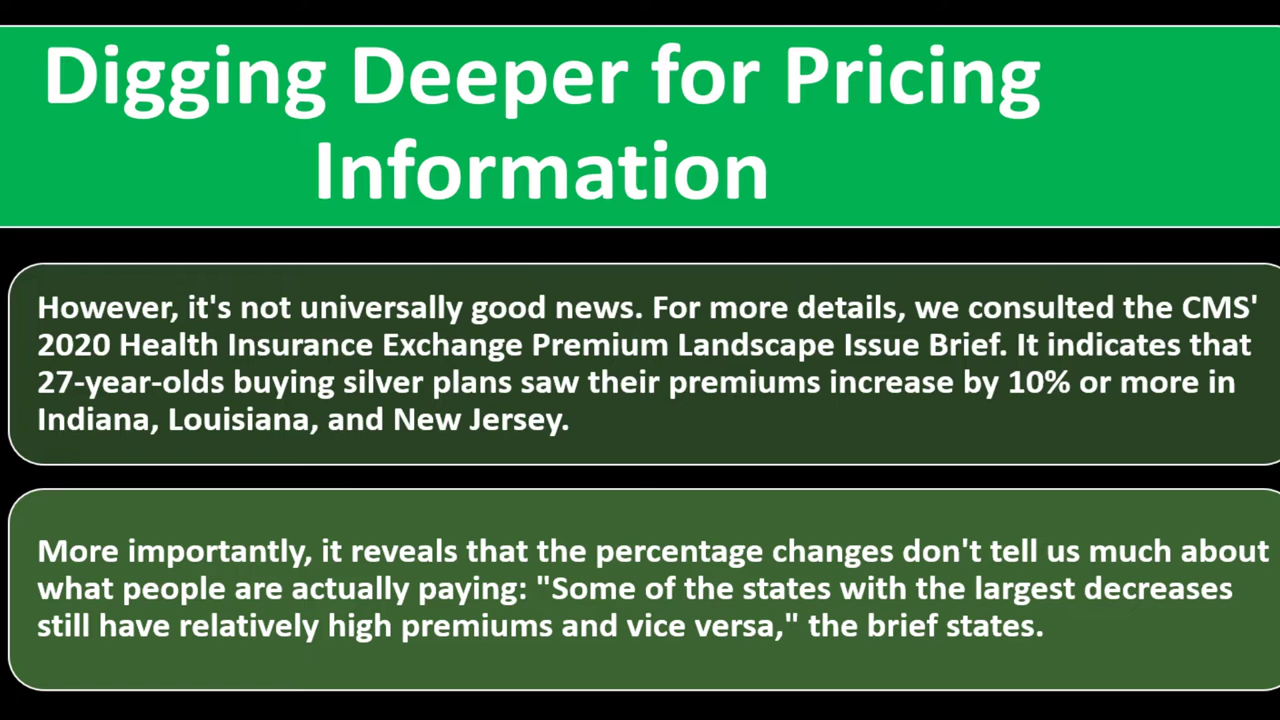 Digging Deeper for Pricing
Information
However, it's not universally good news. For more details, we consulted the CMS'
2020 Health Insurance Exchange Premium Landscape Issue Brief. It indicates that
27-year-olds buying silver plans saw their premiums increase by 10% or more in
Indiana, Louisiana, and New Jersey.
More importantly, it reveals that the percentage changes don't tell us much about
what people are actually paying: "Some of the states with the largest decreases
still have relatively high premiums and vice versa," the brief states.